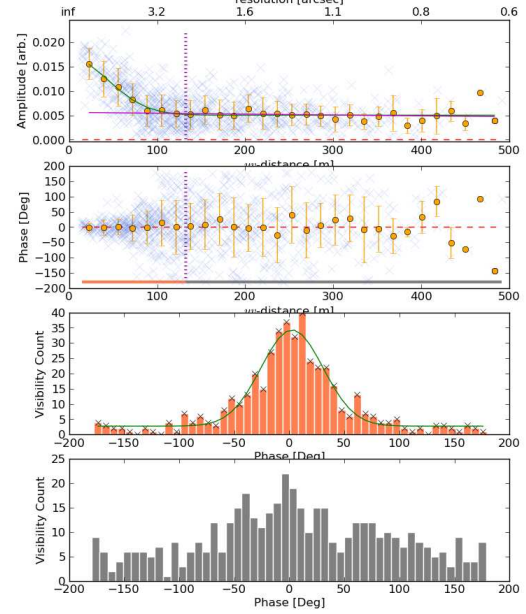 resolution [arcsec]
inf 3.2 1.6 1.1 0.8 0.6
0.020
0.015
0.010
0.005
0.000
Amplitude [arb.]
0 100 200 300 400 500
uv-distance [m]
200
150
100
50
0
−50
−100
−150
−200
Phase [Deg]
0 100 200 300 400 500
uv-distance [m]
40
35
30
25
20
15
10
5
0
Visibility Count
−200 −150 −100 −50 0 50 100 150 200
Phase [Deg]
25
20
15
10
5
0
Visibility Count
−200 −150 −100 −50 0 50 100 150 200
Phase [Deg]